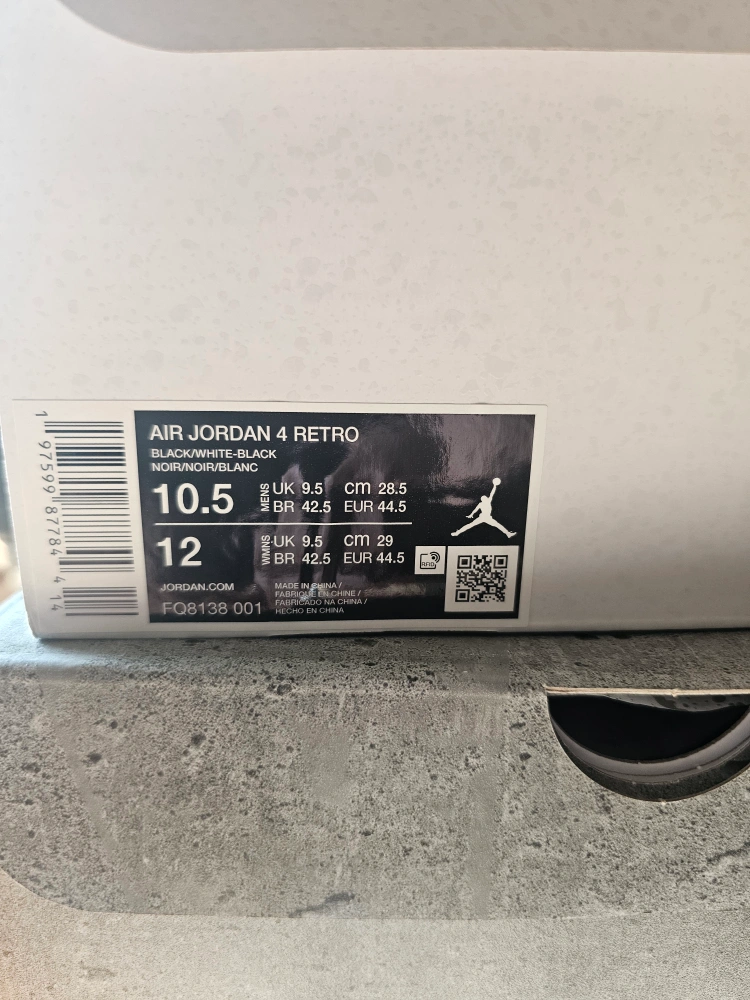 1 97599 87784 4 14
AIR JORDAN 4 RETRO
BLACK/WHITE-BLACK
NOIR/NOIR/BLANC
10.5 MENS UK 9.5 cm 28.5
BR 42.5 EUR 44.5
12 WMNS UK 9.5 cm 29
BR 42.5 EUR 44.5
RFID
JORDAN.COM
FQ8138 001
MADE IN CHINA /
FABRIQUÉ EN CHINE /
FABRICADO NA CHINA /
HECHO EN CHINA